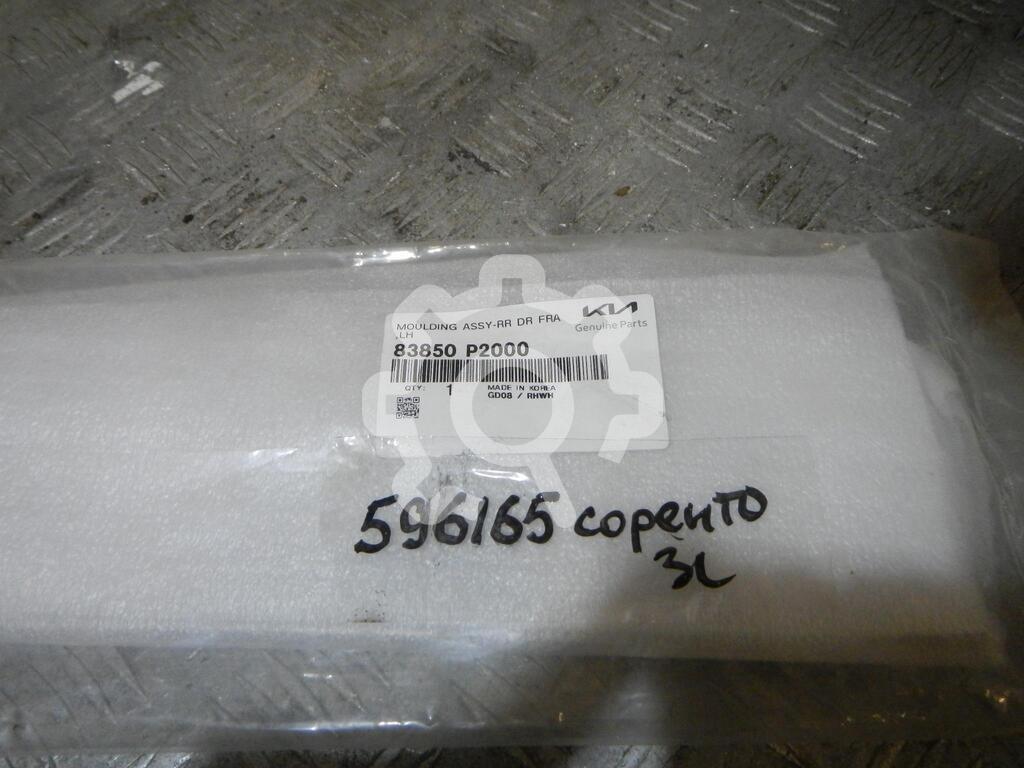 MOULDING ASSY-RR DR FRA
,LH
KIA
Genuine Parts
83850 P2000
QTY: 1 MADE IN KOREA
GD08 / RHWH
596165 соренто
3L